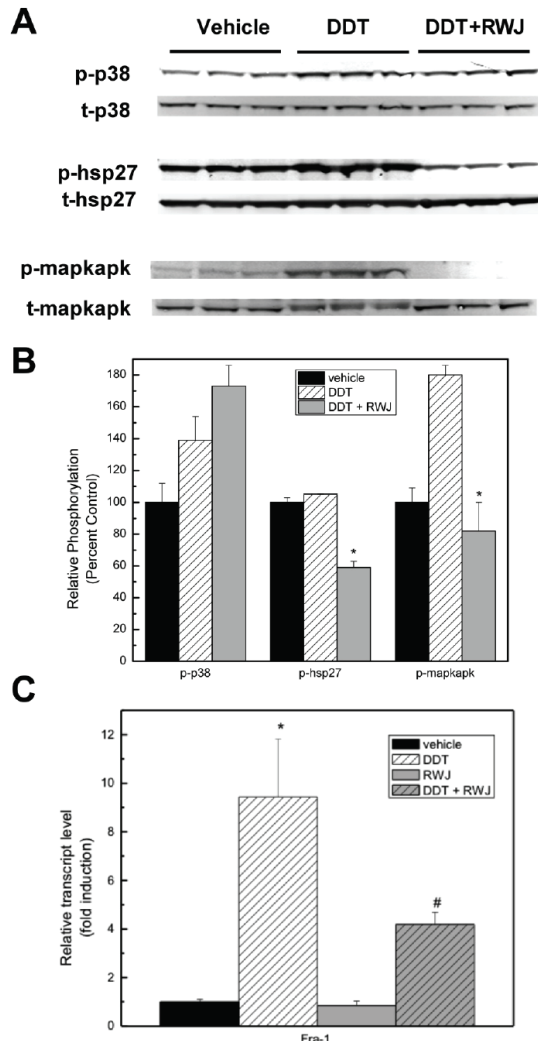 A
Vehicle DDT DDT+RWJ
p-p38
t-p38
p-hsp27
t-hsp27
p-mapkapk
t-mapkapk
B
Relative Phosphorylation
(Percent Control)
180
160
140
120
100
80
60
40
20
0
vehicle
DDT
DDT + RWJ
*
*
p-p38 p-hsp27 p-mapkapk
C
Relative transcript level
(fold induction)
12
10
8
6
4
2
0
vehicle
DDT
RWJ
DDT + RWJ
*
#